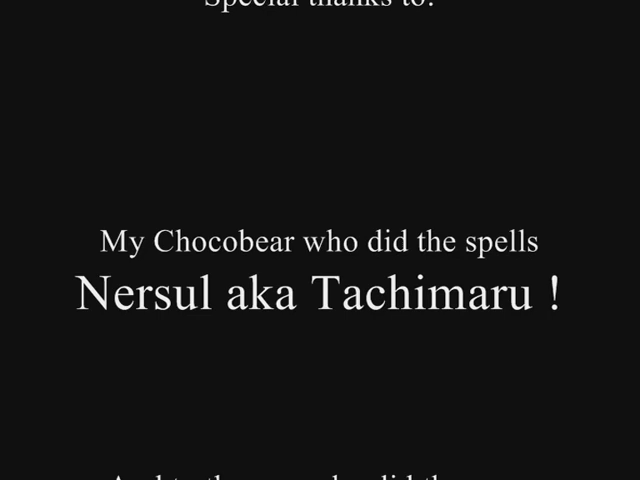 Special thanks to:
My Chocobear who did the spells
Nersul aka Tachimaru !